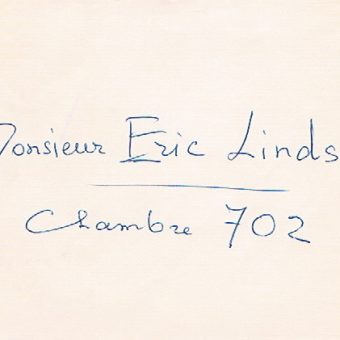 Monsieur Eric Linds
Chambre 702